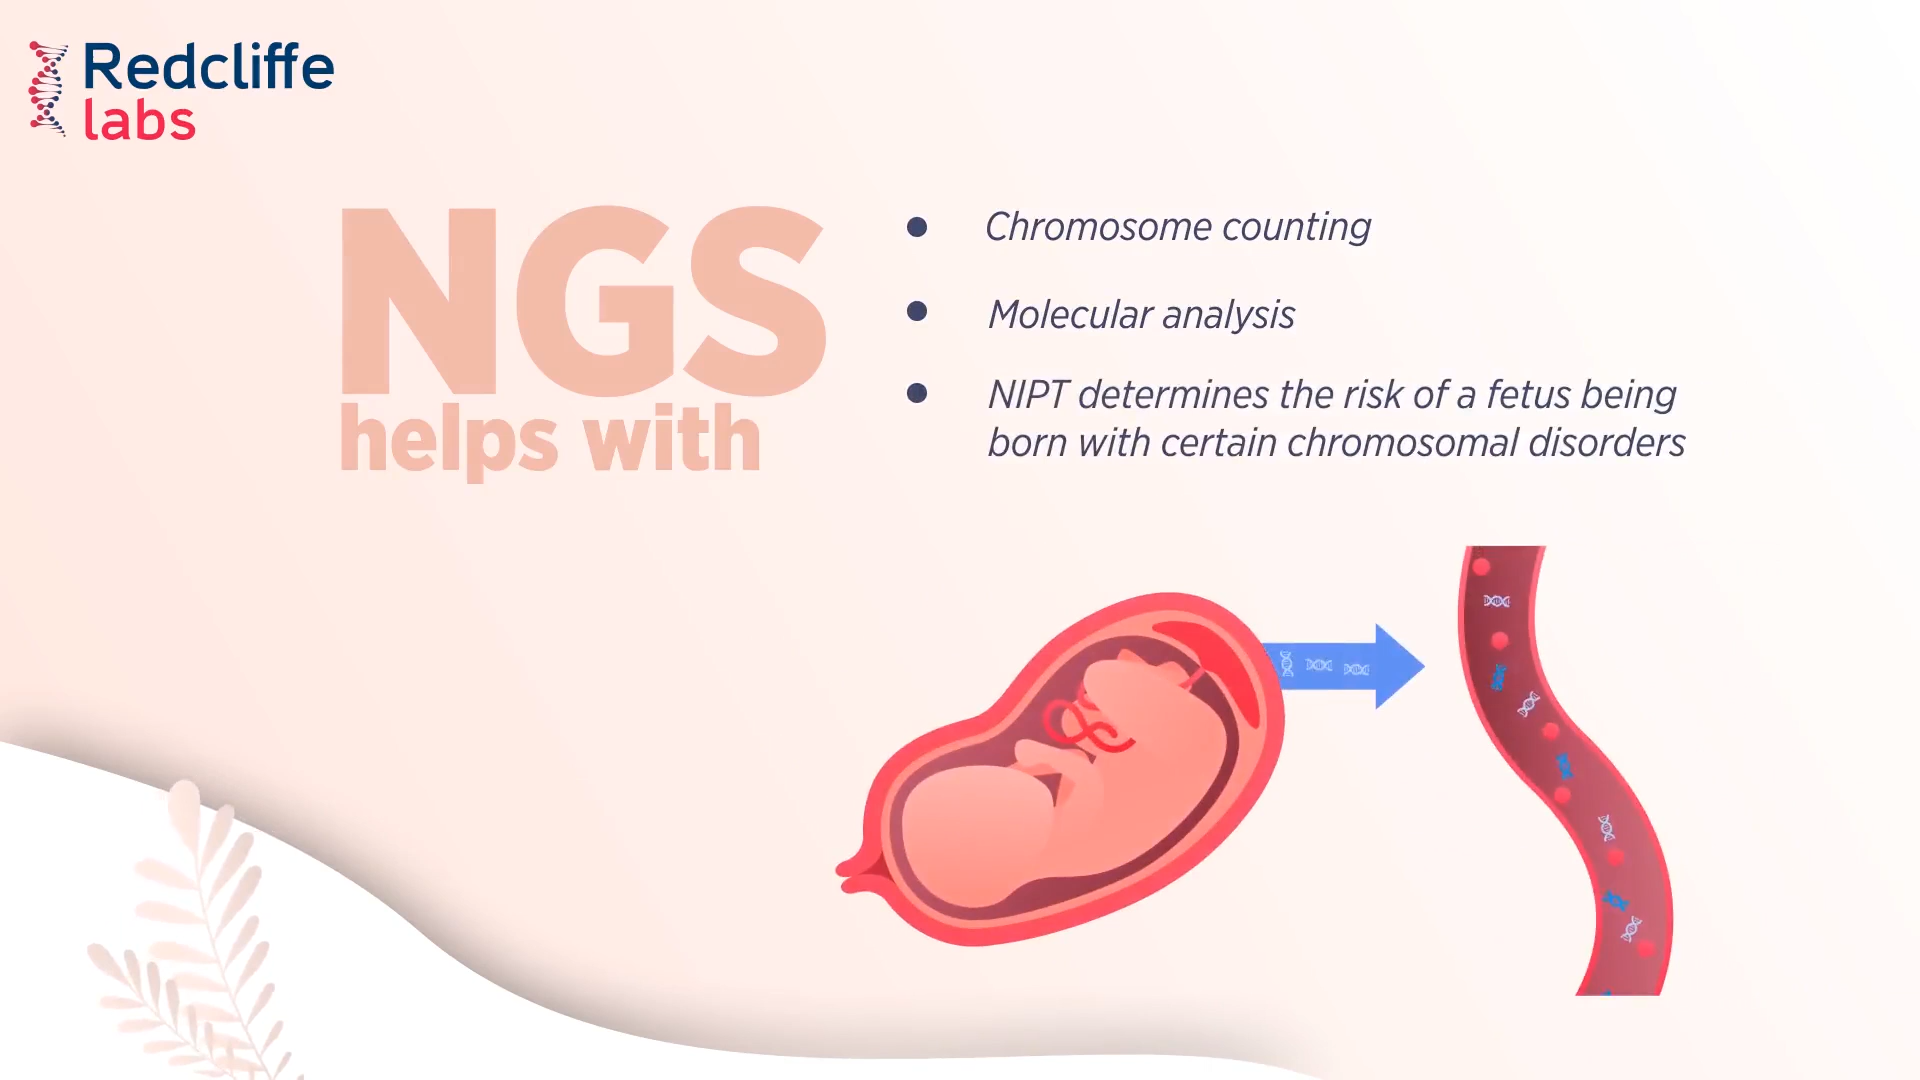 Redcliffe
labs
NGS
helps with
Chromosome counting
Molecular analysis
NIPT determines the risk of a fetus being
born with certain chromosomal disorders